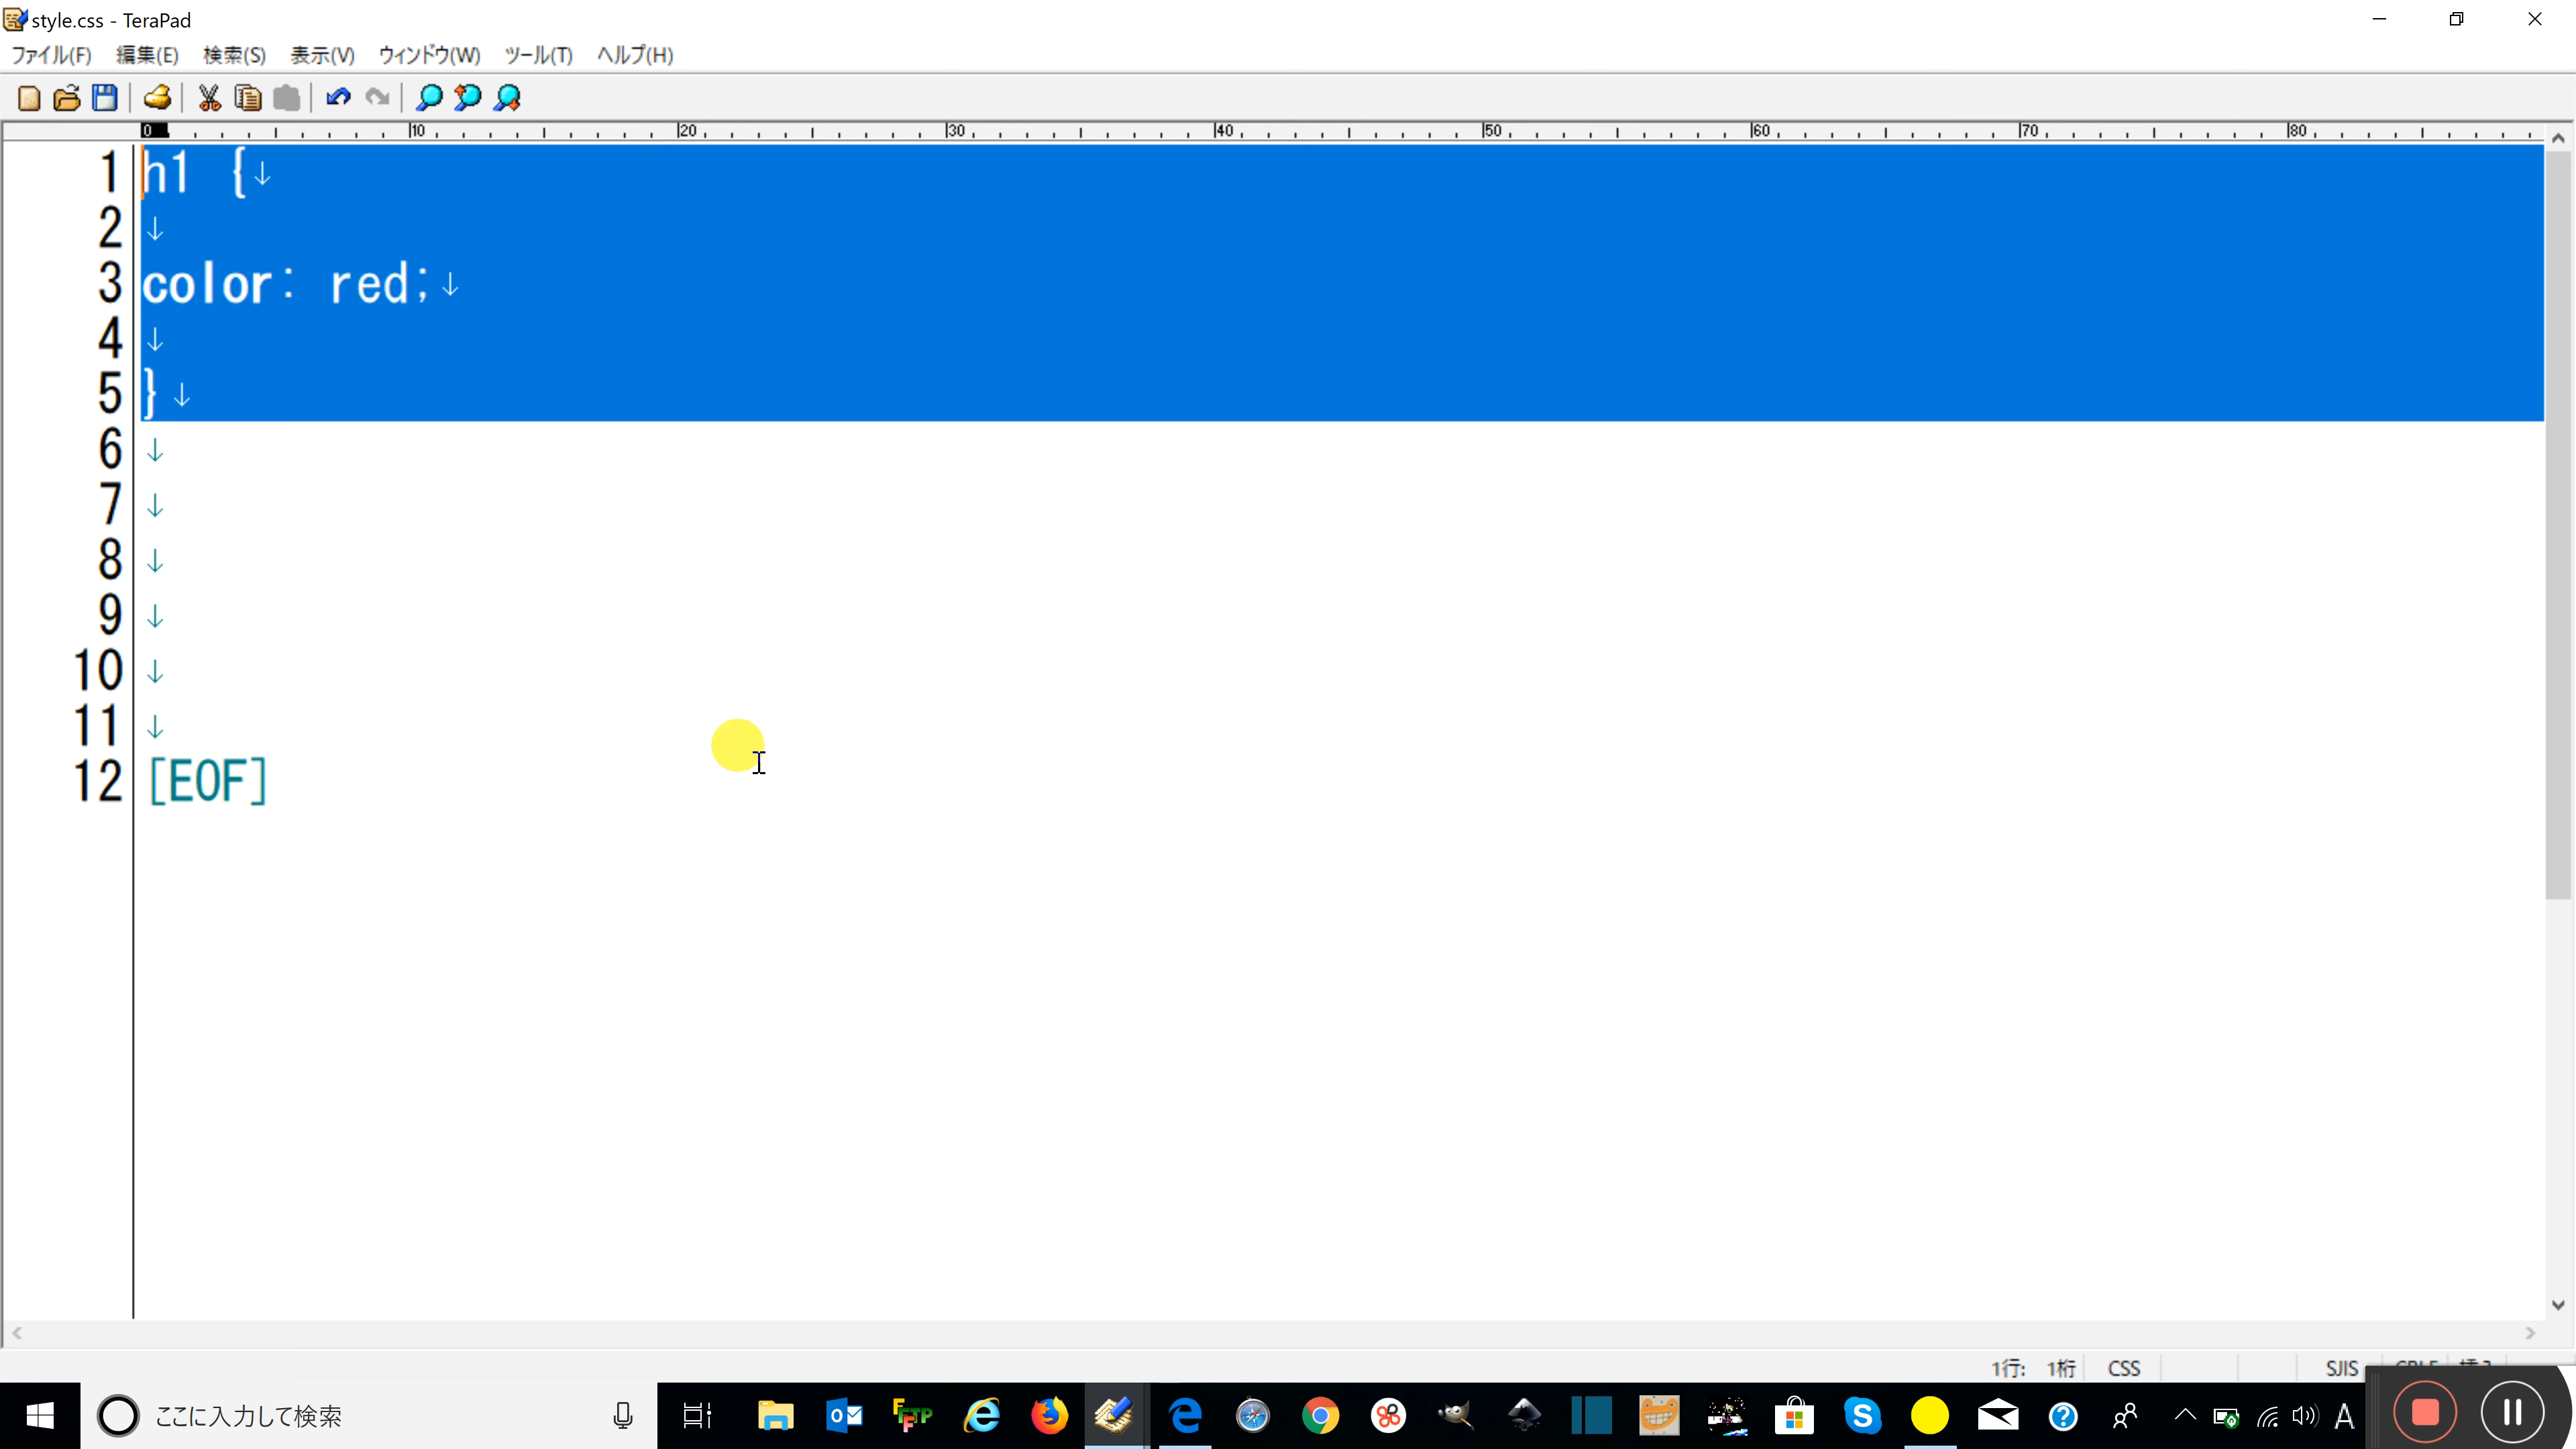 style.css - TeraPad
ファイル(F) 編集(E) 検索(S) 表示(V) ウィンドウ(W) ツール(T) ヘルプ(H)
0 10 20 30 40 50 60 70 80
1 h1 {↓
2 ↓
3 color: red;↓
4 ↓
5 }↓
6 ↓
7 ↓
8 ↓
9 ↓
10 ↓
11 ↓
12 [EOF]
1行: 1桁 CSS SJIS
ここに入力して検索 A